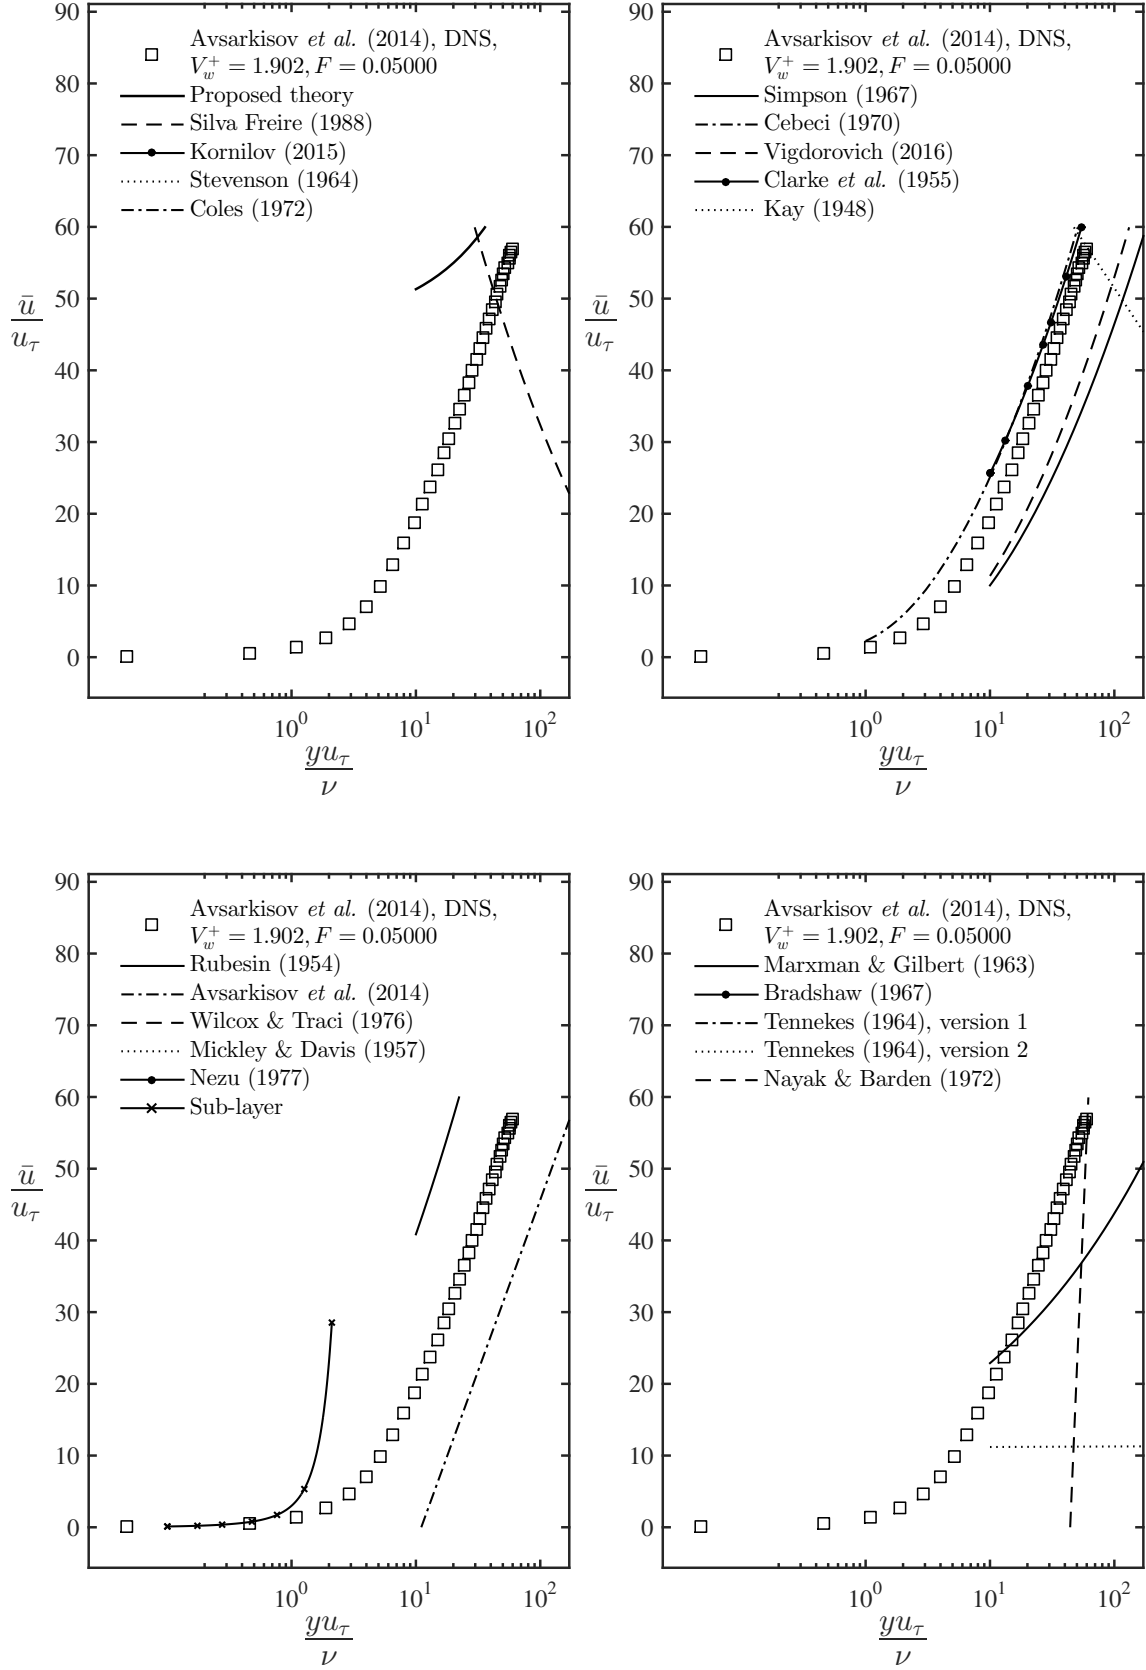 90
80
70
60
50
40
30
20
10
0
ū
u_τ
Avsarkisov et al. (2014), DNS,
V_w^+ = 1.902, F = 0.05000
Proposed theory
Silva Freire (1988)
Kornilov (2015)
Stevenson (1964)
Coles (1972)
10^0 10^1 10^2
yu_τ
ν
90
80
70
60
50
40
30
20
10
0
ū
u_τ
Avsarkisov et al. (2014), DNS,
V_w^+ = 1.902, F = 0.05000
Simpson (1967)
Cebeci (1970)
Vigdorovich (2016)
Clarke et al. (1955)
Kay (1948)
10^0 10^1 10^2
yu_τ
ν
90
80
70
60
50
40
30
20
10
0
ū
u_τ
Avsarkisov et al. (2014), DNS,
V_w^+ = 1.902, F = 0.05000
Rubesin (1954)
Avsarkisov et al. (2014)
Wilcox & Traci (1976)
Mickley & Davis (1957)
Nezu (1977)
Sub-layer
10^0 10^1 10^2
yu_τ
ν
90
80
70
60
50
40
30
20
10
0
ū
u_τ
Avsarkisov et al. (2014), DNS,
V_w^+ = 1.902, F = 0.05000
Marxman & Gilbert (1963)
Bradshaw (1967)
Tennekes (1964), version 1
Tennekes (1964), version 2
Nayak & Barden (1972)
10^0 10^1 10^2
yu_τ
ν